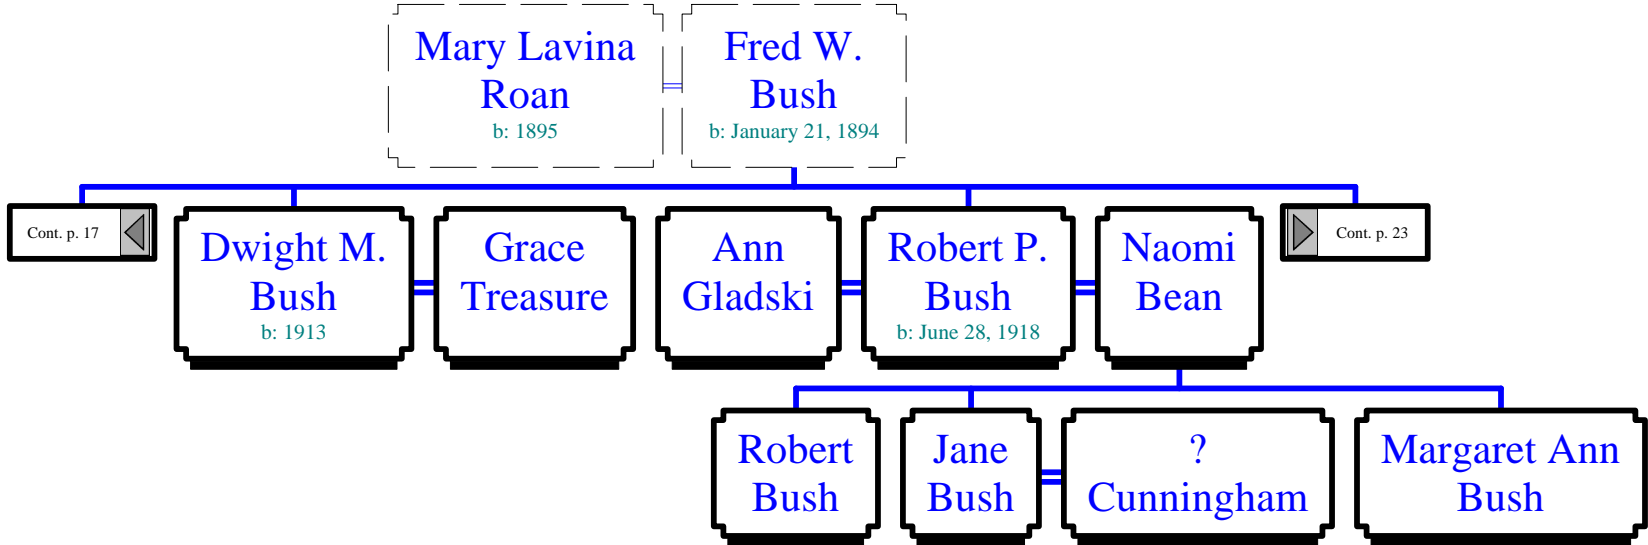 Mary Lavina
Roan
b: 1895
Fred W.
Bush
b: January 21, 1894
Cont. p. 17
Dwight M.
Bush
b: 1913
Grace
Treasure
Ann
Gladski
Robert P.
Bush
b: June 28, 1918
Naomi
Bean
Cont. p. 23
Robert
Bush
Jane
Bush
?
Cunningham
Margaret Ann
Bush